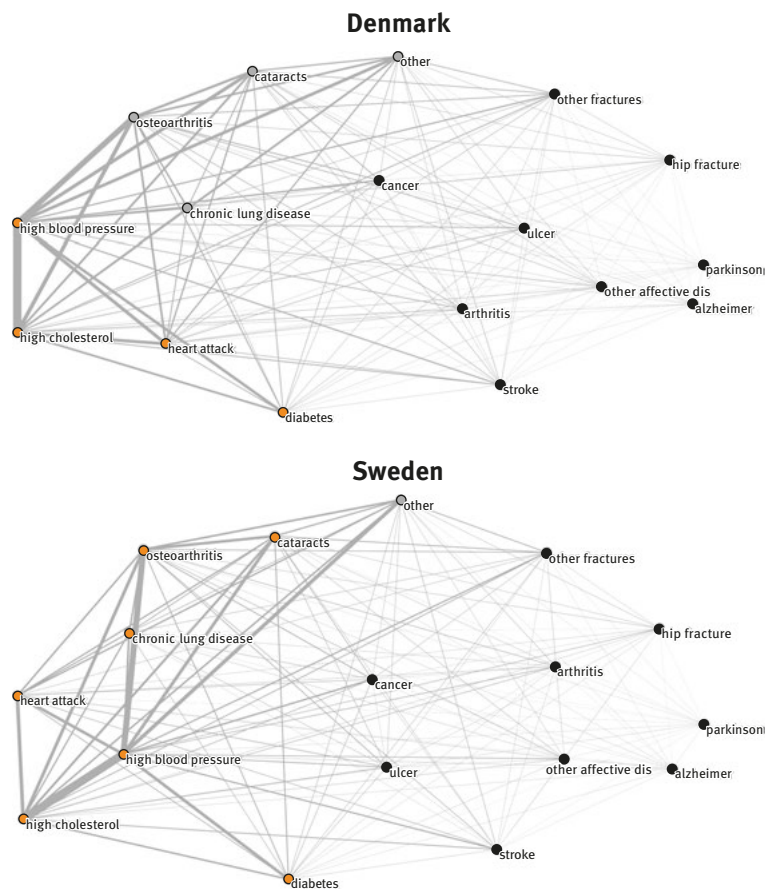 Denmark
other
cataracts
other fractures
osteoarthritis
hip fracture
cancer
chronic lung disease
high blood pressure
ulcer
parkinson
other affective dis
alzheimer
arthritis
high cholesterol
heart attack
stroke
diabetes
Sweden
other
cataracts
osteoarthritis
other fractures
chronic lung disease
hip fracture
arthritis
cancer
heart attack
parkinson
high blood pressure
ulcer
other affective dis
alzheimer
high cholesterol
stroke
diabetes